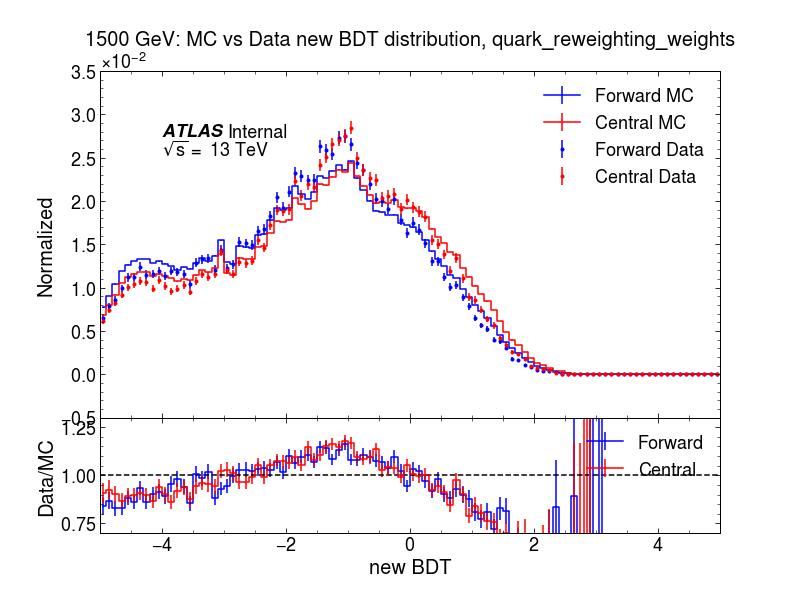 1500 GeV: MC vs Data new BDT distribution, quark_reweighting_weights
×10⁻²
3.5
3.0
2.5
2.0
1.5
1.0
0.5
0.0
Normalized
ATLAS Internal
√s = 13 TeV
Forward MC
Central MC
Forward Data
Central Data
1.25
1.00
0.75
Data/MC
Forward
Central
−4 −2 0 2 4
new BDT